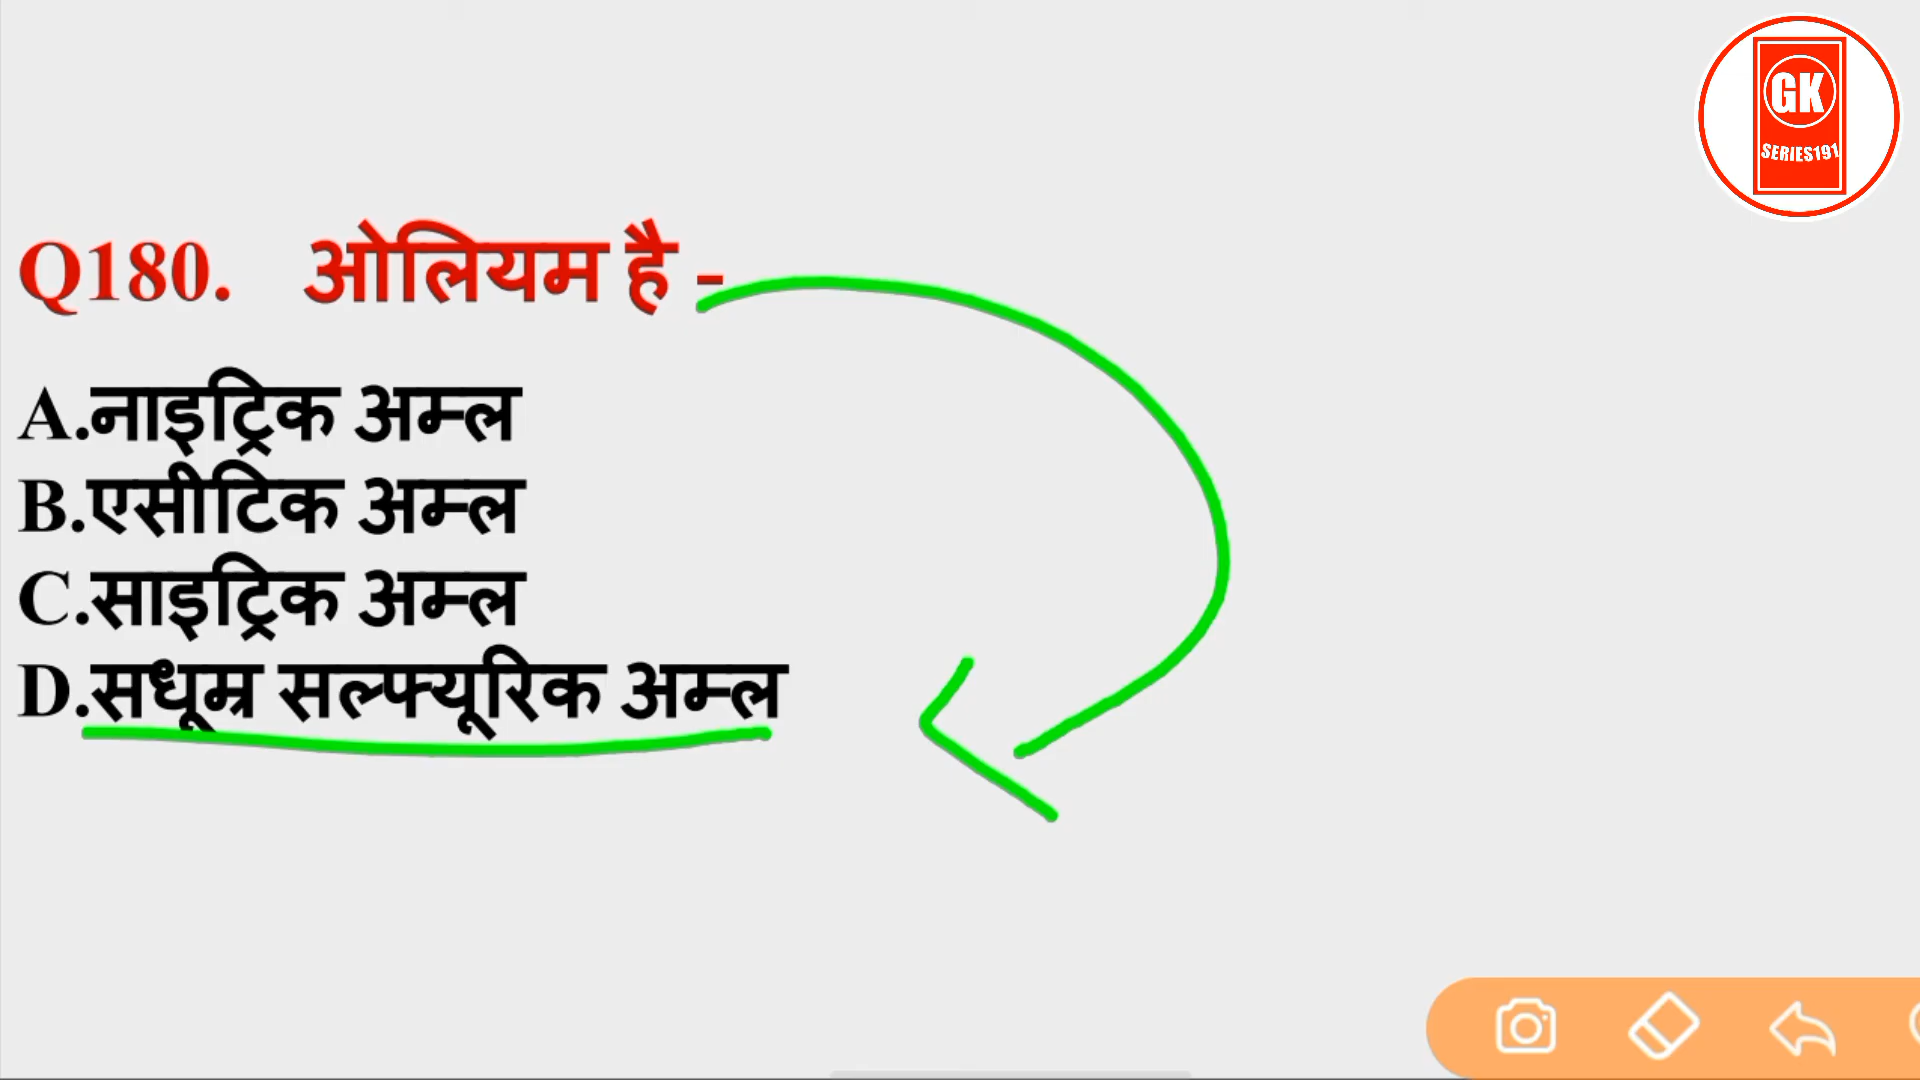 GK
SERIES191
Q180. ओलियम है -
A.नाइट्रिक अम्ल
B.एसीटिक अम्ल
C.साइट्रिक अम्ल
D.सधूम्र सल्फ्यूरिक अम्ल